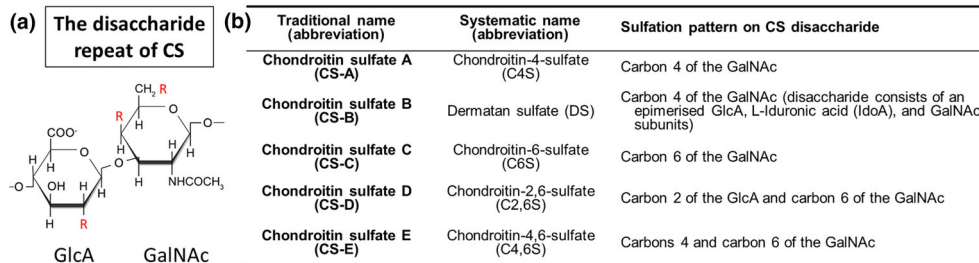 (a)
The disaccharide
repeat of CS
CH2 R
R
H
O
H
O
H
H
H
NHCOCH3
COO-
H
O
H
O
OH
H
H
H
R
O
GlcA GalNAc
(b)
Traditional name
(abbreviation)
Systematic name
(abbreviation)
Sulfation pattern on CS disaccharide
Chondroitin sulfate A
(CS-A)
Chondroitin-4-sulfate
(C4S)
Carbon 4 of the GalNAc
Chondroitin sulfate B
(CS-B)
Dermatan sulfate (DS)
Carbon 4 of the GalNAc (disaccharide consists of an
epimerised GlcA, L-Iduronic acid (IdoA), and GalNAc
subunits)
Chondroitin sulfate C
(CS-C)
Chondroitin-6-sulfate
(C6S)
Carbon 6 of the GalNAc
Chondroitin sulfate D
(CS-D)
Chondroitin-2,6-sulfate
(C2,6S)
Carbon 2 of the GlcA and carbon 6 of the GalNAc
Chondroitin sulfate E
(CS-E)
Chondroitin-4,6-sulfate
(C4,6S)
Carbons 4 and carbon 6 of the GalNAc